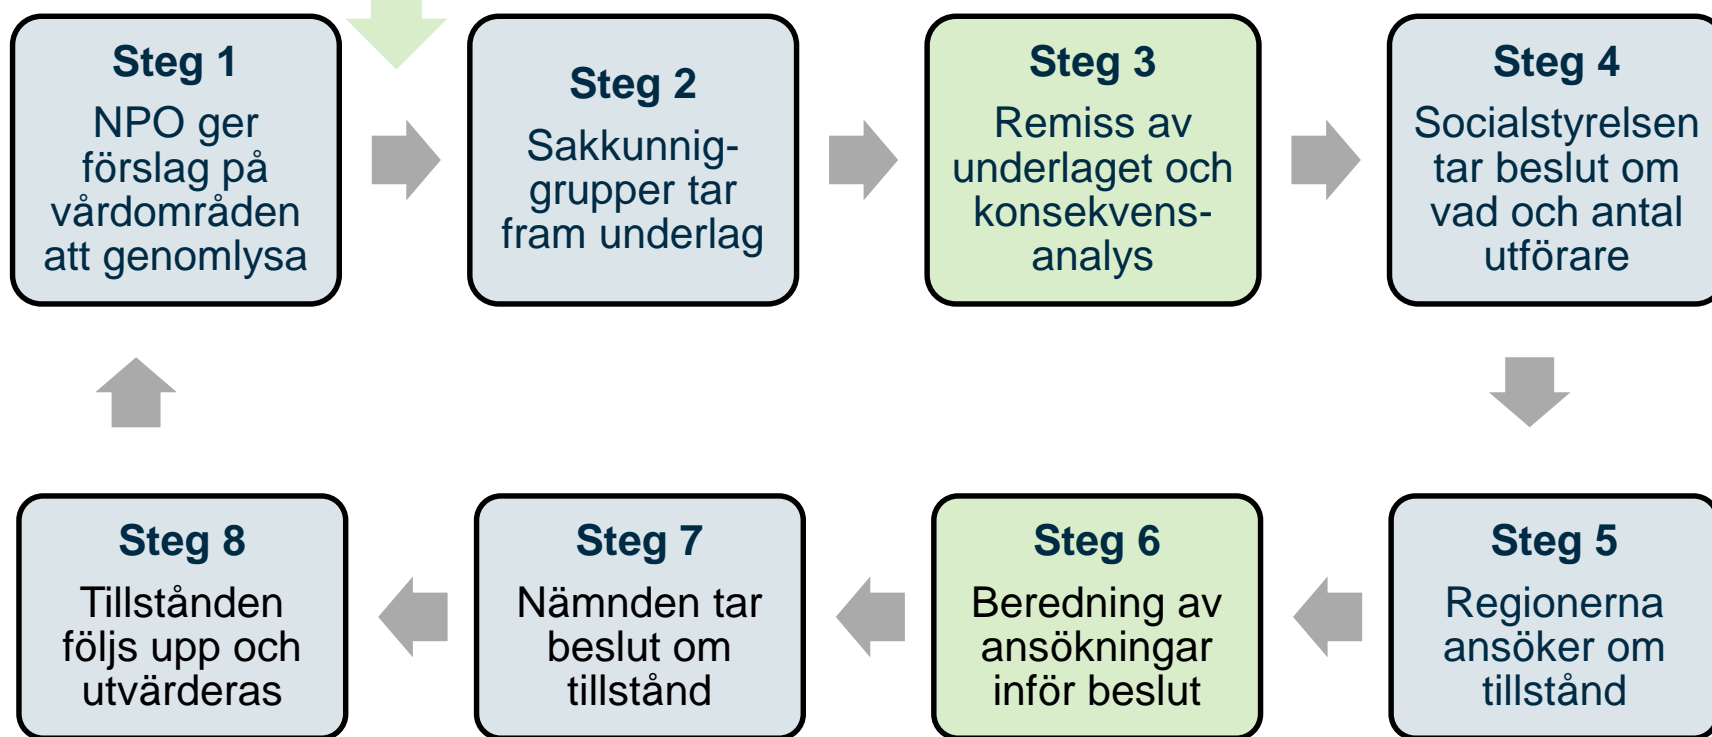 Steg 1
NPO ger
förslag på
vårdområden
att genomlysa
Steg 2
Sakkunnig-
grupper tar
fram underlag
Steg 3
Remiss av
underlaget och
konsekvens-
analys
Steg 4
Socialstyrelsen
tar beslut om
vad och antal
utförare
Steg 5
Regionerna
ansöker om
tillstånd
Steg 6
Beredning av
ansökningar
inför beslut
Steg 7
Nämnden tar
beslut om
tillstånd
Steg 8
Tillstånden
följs upp och
utvärderas